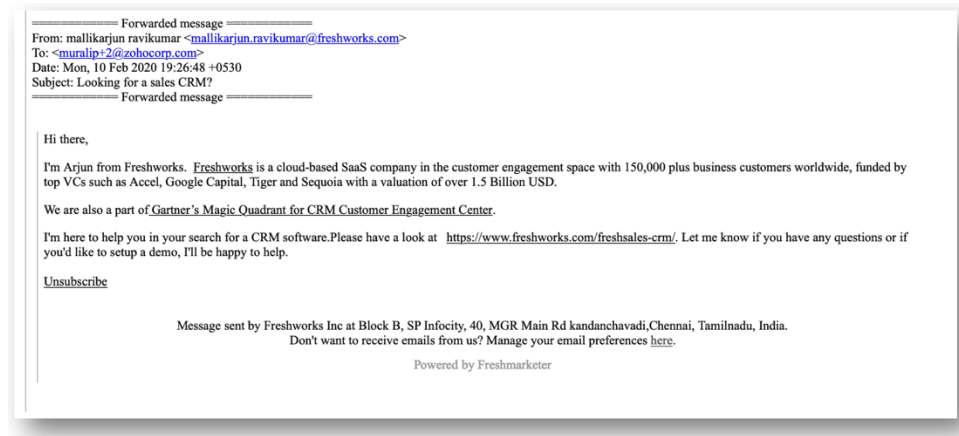 ============ Forwarded message ============
From: mallikarjun ravikumar <mallikarjun.ravikumar@freshworks.com>
To: <muralip+2@zohocorp.com>
Date: Mon, 10 Feb 2020 19:26:48 +0530
Subject: Looking for a sales CRM?
============ Forwarded message ============
Hi there,
I'm Arjun from Freshworks.  Freshworks is a cloud-based SaaS company in the customer engagement space with 150,000 plus business customers worldwide, funded by
top VCs such as Accel, Google Capital, Tiger and Sequoia with a valuation of over 1.5 Billion USD.
We are also a part of Gartner's Magic Quadrant for CRM Customer Engagement Center.
I'm here to help you in your search for a CRM software.Please have a look at   https://www.freshworks.com/freshsales-crm/. Let me know if you have any questions or if
you'd like to setup a demo, I'll be happy to help.
Unsubscribe
Message sent by Freshworks Inc at Block B, SP Infocity, 40, MGR Main Rd kandanchavadi,Chennai, Tamilnadu, India.
Don't want to receive emails from us? Manage your email preferences here.
Powered by Freshmarketer